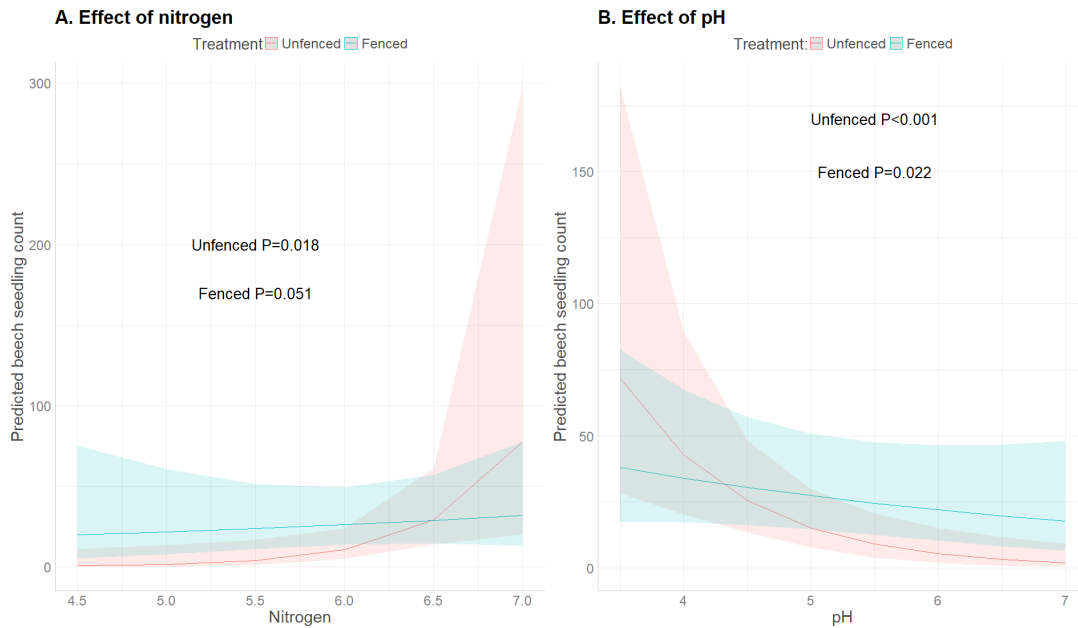 A. Effect of nitrogen
Treatment Unfenced Fenced
Predicted beech seedling count
300
200
100
0
Unfenced P=0.018
Fenced P=0.051
4.5 5.0 5.5 6.0 6.5 7.0
Nitrogen
B. Effect of pH
Treatment: Unfenced Fenced
Predicted beech seedling count
150
100
50
0
Unfenced P<0.001
Fenced P=0.022
4 5 6 7
pH